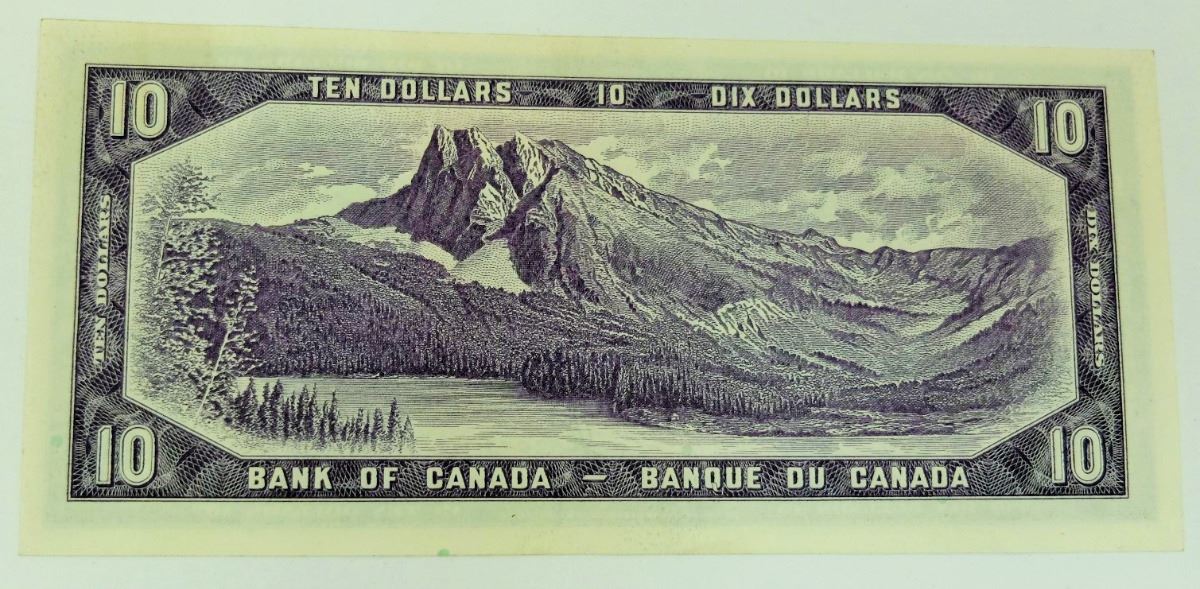 TEN DOLLARS 10 DIX DOLLARS
10
10
TEN DOLLARS
DIX DOLLARS
10
10
BANK OF CANADA – BANQUE DU CANADA